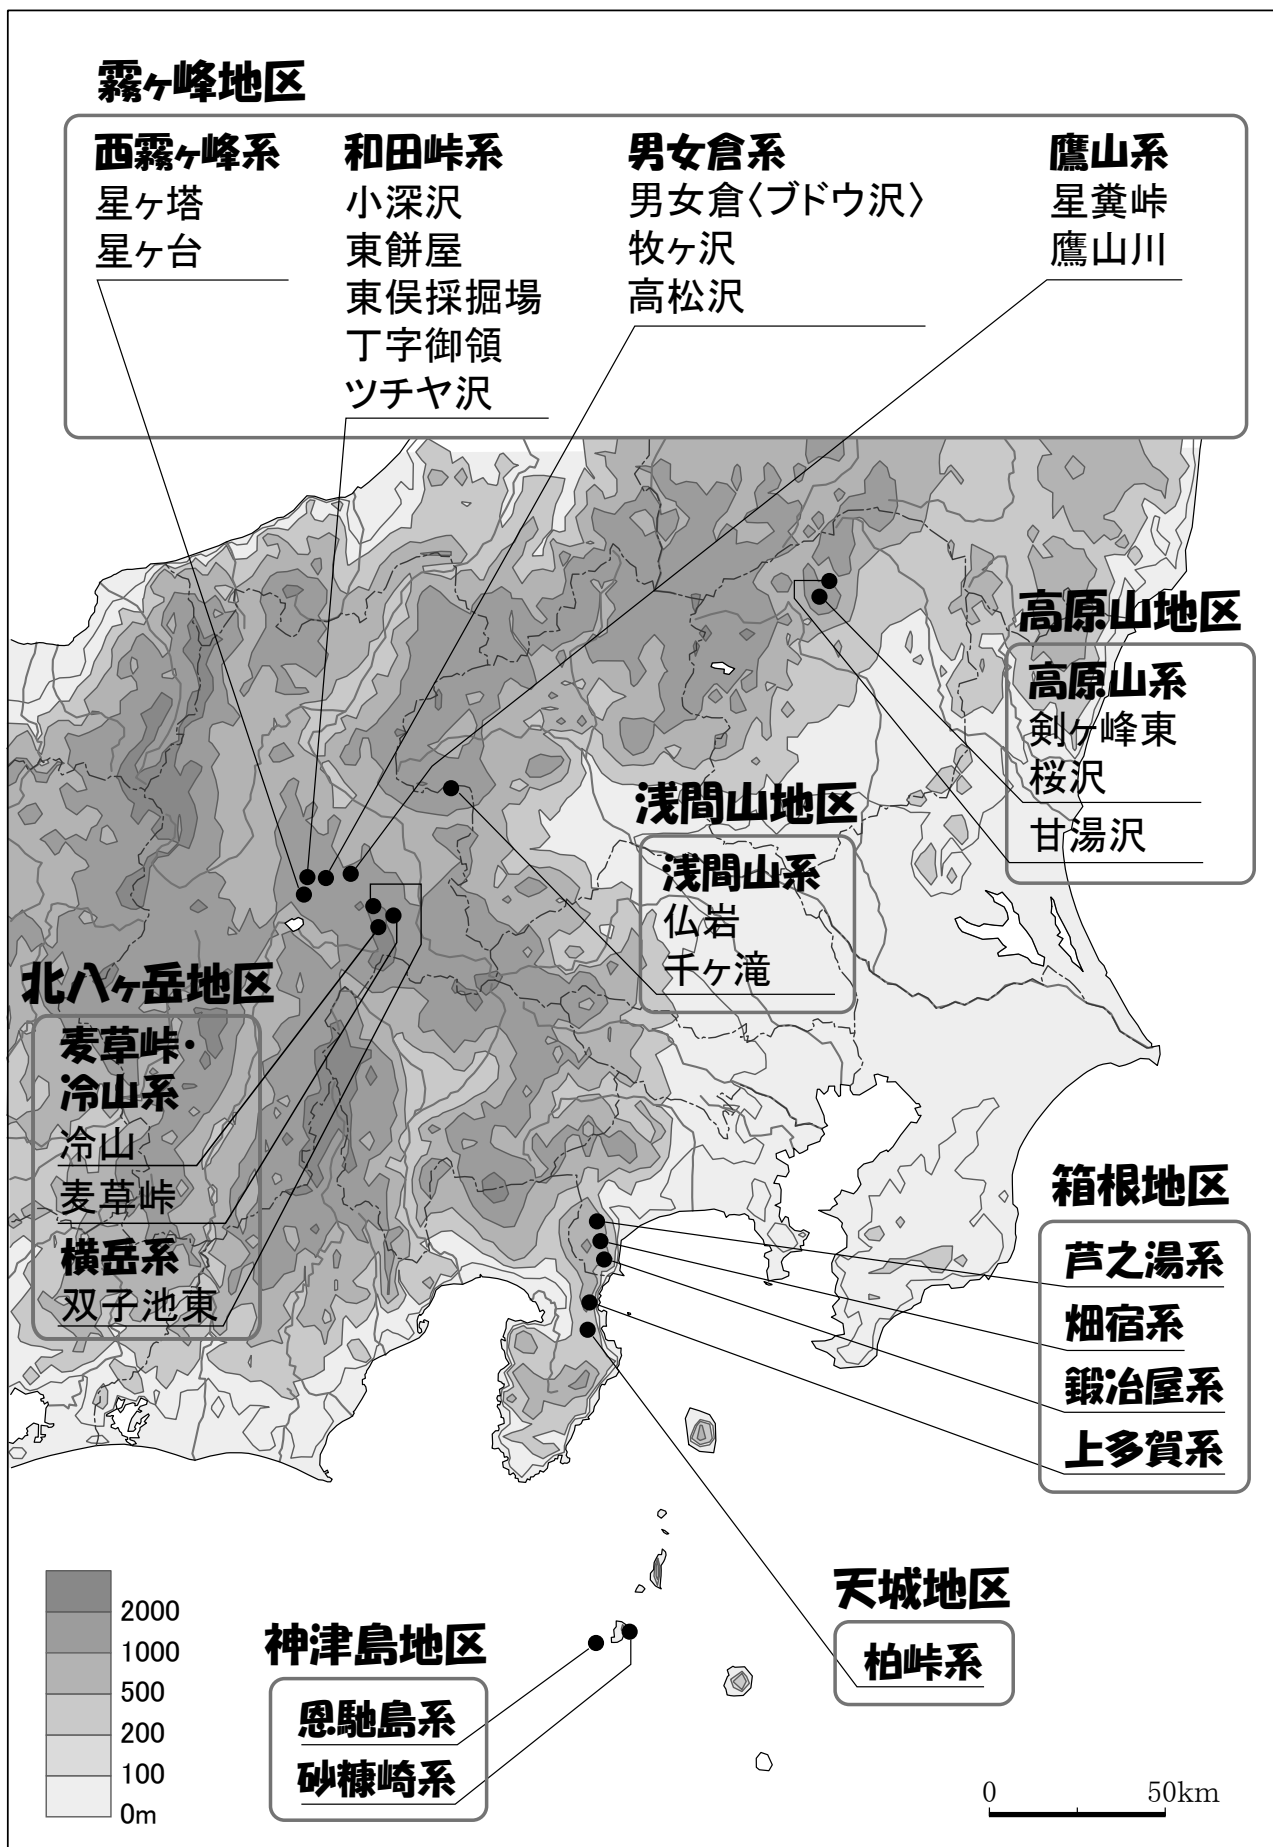 霧ヶ峰地区
西霧ヶ峰系
星ヶ塔
星ヶ台
和田峠系
小深沢
東餅屋
東俣採掘場
丁字御領
ツチヤ沢
男女倉系
男女倉〈ブドウ沢〉
牧ヶ沢
高松沢
鷹山系
星糞峠
鷹山川
高原山地区
高原山系
剣ヶ峰東
桜沢
甘湯沢
浅間山地区
浅間山系
仏岩
千ヶ滝
北八ヶ岳地区
麦草峠・
冷山系
冷山
麦草峠
横岳系
双子池東
箱根地区
芦之湯系
畑宿系
鍛冶屋系
上多賀系
天城地区
柏峠系
神津島地区
恩馳島系
砂糠崎系
2000
1000
500
200
100
0m
0
50km